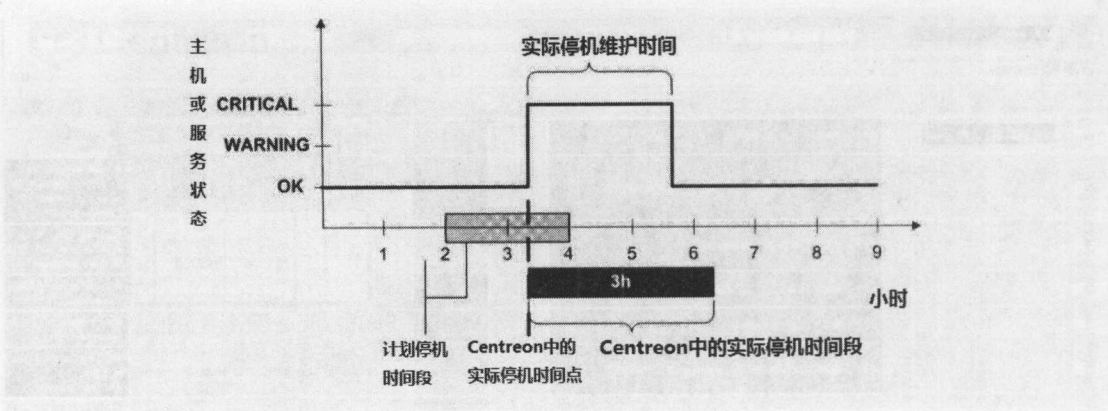 主机或服务状态
实际停机维护时间
CRITICAL
WARNING
OK
1 2 3 4 5 6 7 8 9
3h
小时
计划停机
时间段
Centreon中的
实际停机时间点
Centreon中的实际停机时间段